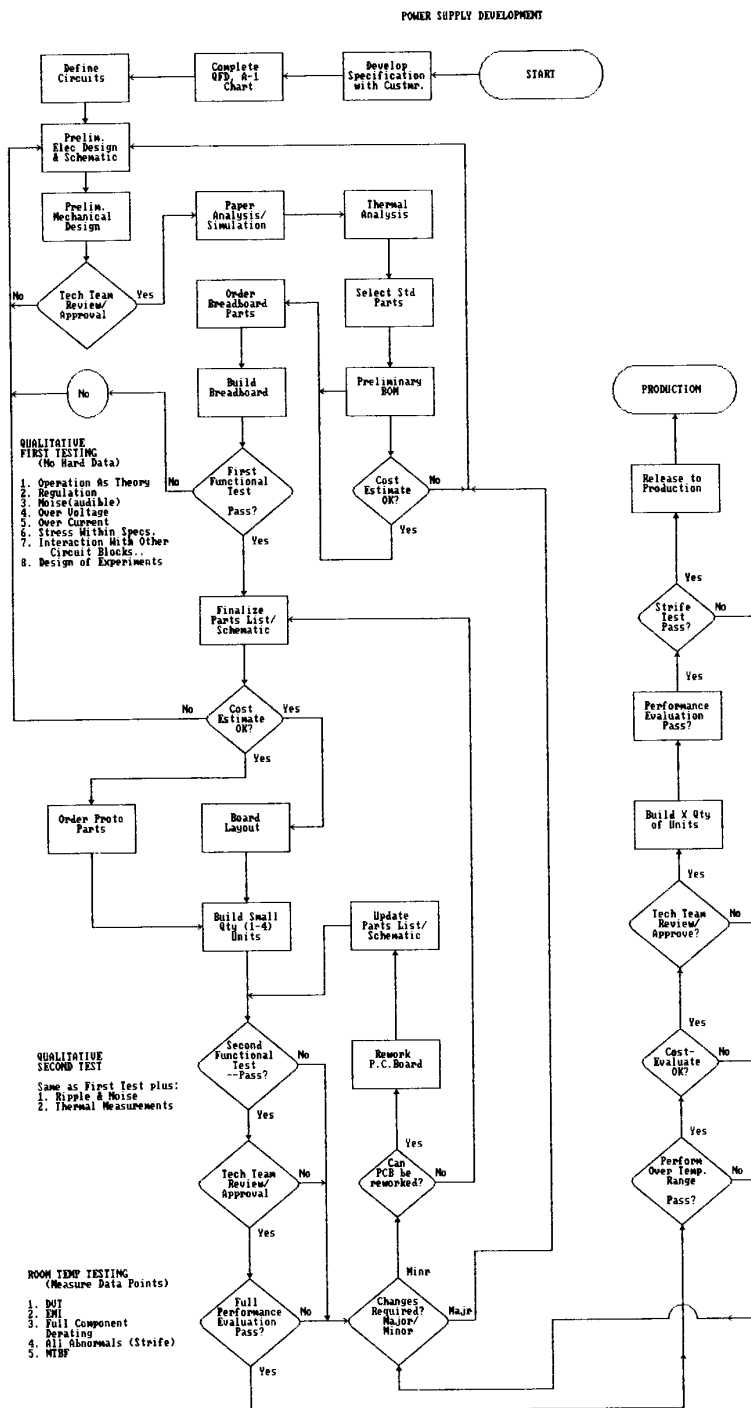 POWER SUPPLY DEVELOPMENT
START
Develop
Specification
with Custmr.
Complete
QFD, A-1
Chart
Define
Circuits
Prelim.
Elec Design
& Schematic
Prelim.
Mechanical
Design
Paper
Analysis/
Simulation
Thermal
Analysis
No
Tech Team
Review/
Approval
Yes
Order
Breadboard
Parts
Select Std
Parts
No
Build
Breadboard
Preliminary
BOM
PRODUCTION
QUALITATIVE
FIRST TESTING
(No Hard Data)
1. Operation As Theory
2. Regulation
3. Noise(audible)
4. Over Voltage
5. Over Current
6. Stress Within Specs.
7. Interaction With Other
Circuit Blocks..
8. Design of Experiments
No
First
Functional
Test
Pass?
Yes
Cost
Estimate
OK?
No
Yes
Release to
Production
Yes
Finalize
Parts List/
Schematic
Strife
Test
Pass?
No
Yes
No
Cost
Estimate
OK?
Yes
Yes
Performance
Evaluation
Pass?
Order Proto
Parts
Board
Layout
Build X Qty
of Units
Yes
Build Small
Qty (1-4)
Units
Update
Parts List/
Schematic
Tech Team
Review/
Approve?
No
Yes
QUALITATIVE
SECOND TEST
Same as First Test plus:
1. Ripple & Noise
2. Thermal Measurements
Second
Functional
Test
--Pass?
No
Yes
Rework
P.C.Board
Yes
Cost-
Evaluate
OK?
No
Yes
Tech Team
Review/
Approval
No
Yes
Can
PCB be
reworked?
No
Perform
Over Temp.
Range
Pass?
No
ROOM TEMP TESTING
(Measure Data Points)
1. DVT
2. EMI
3. Full Component
Derating
4. All Abnormals (Strife)
5. MTBF
Full
Performance
Evaluation
Pass?
No
Yes
Minr
Changes
Required?
Major/
Minor
Majr